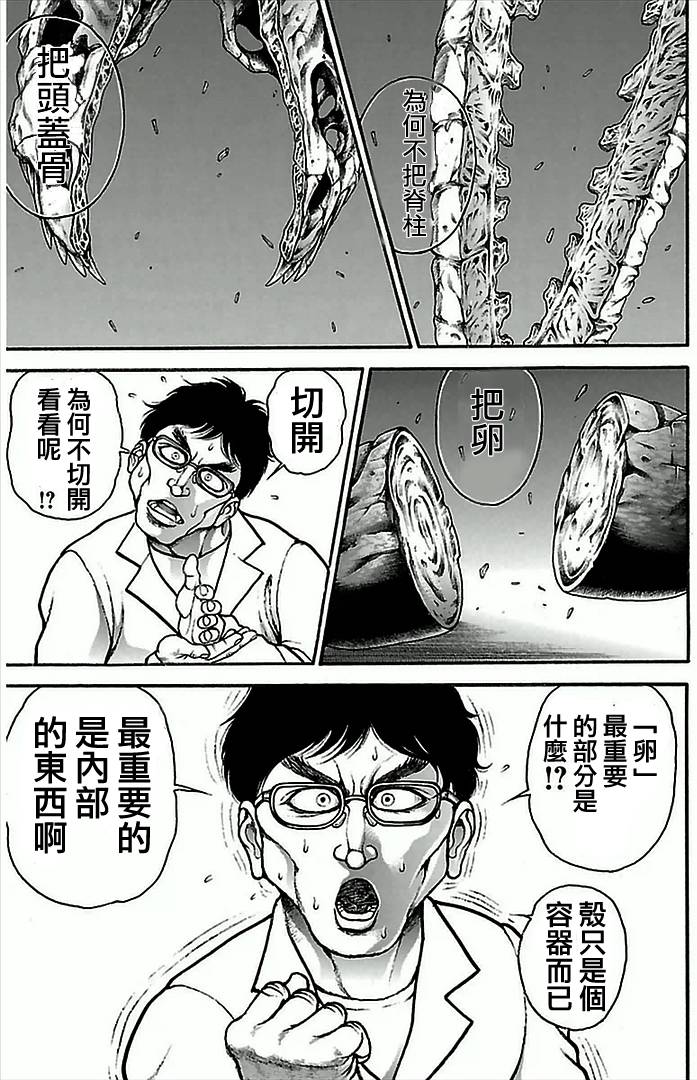 為何不把脊柱
把頭蓋骨
把卵
切開
為何不切開
看看呢!?
「卵」
最重要
的部分是
什麼!?
殼只是個
容器而已
最重要的
是內部
的東西啊